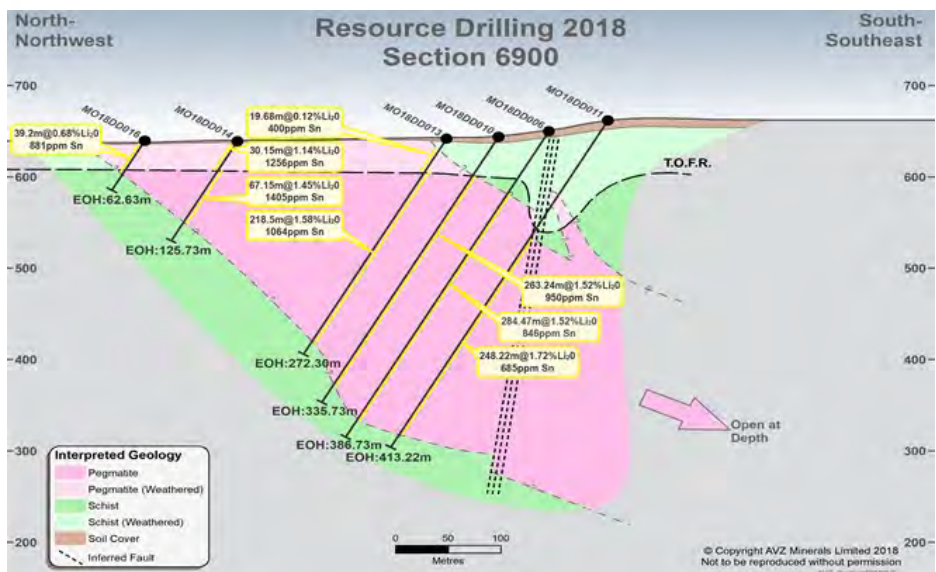 North-
Northwest
Resource Drilling 2018
Section 6900
South-
Southeast
700
600
500
400
300
200
700
600
500
400
300
200
MO18DD016
MO18DD014
MO18DD013
MO18DD010
MO18DD006
MO18DD011
39.2m@0.68%Li₂0
881ppm Sn
19.68m@0.12%Li₂0
400ppm Sn
30.15m@1.14%Li₂0
1256ppm Sn
67.15m@1.45%Li₂0
1405ppm Sn
218.5m@1.58%Li₂0
1064ppm Sn
263.24m@1.52%Li₂0
950ppm Sn
284.47m@1.52%Li₂0
846ppm Sn
248.22m@1.72%Li₂0
685ppm Sn
T.O.F.R.
EOH:62.63m
EOH:125.73m
EOH:272.30m
EOH:335.73m
EOH:386.73m
EOH:413.22m
Open at
Depth
Interpreted Geology
Pegmatite
Pegmatite (Weathered)
Schist
Schist (Weathered)
Soil Cover
Inferred Fault
0 50 100
Metres
© Copyright AVZ Minerals Limited 2018
Not to be reproduced without permission